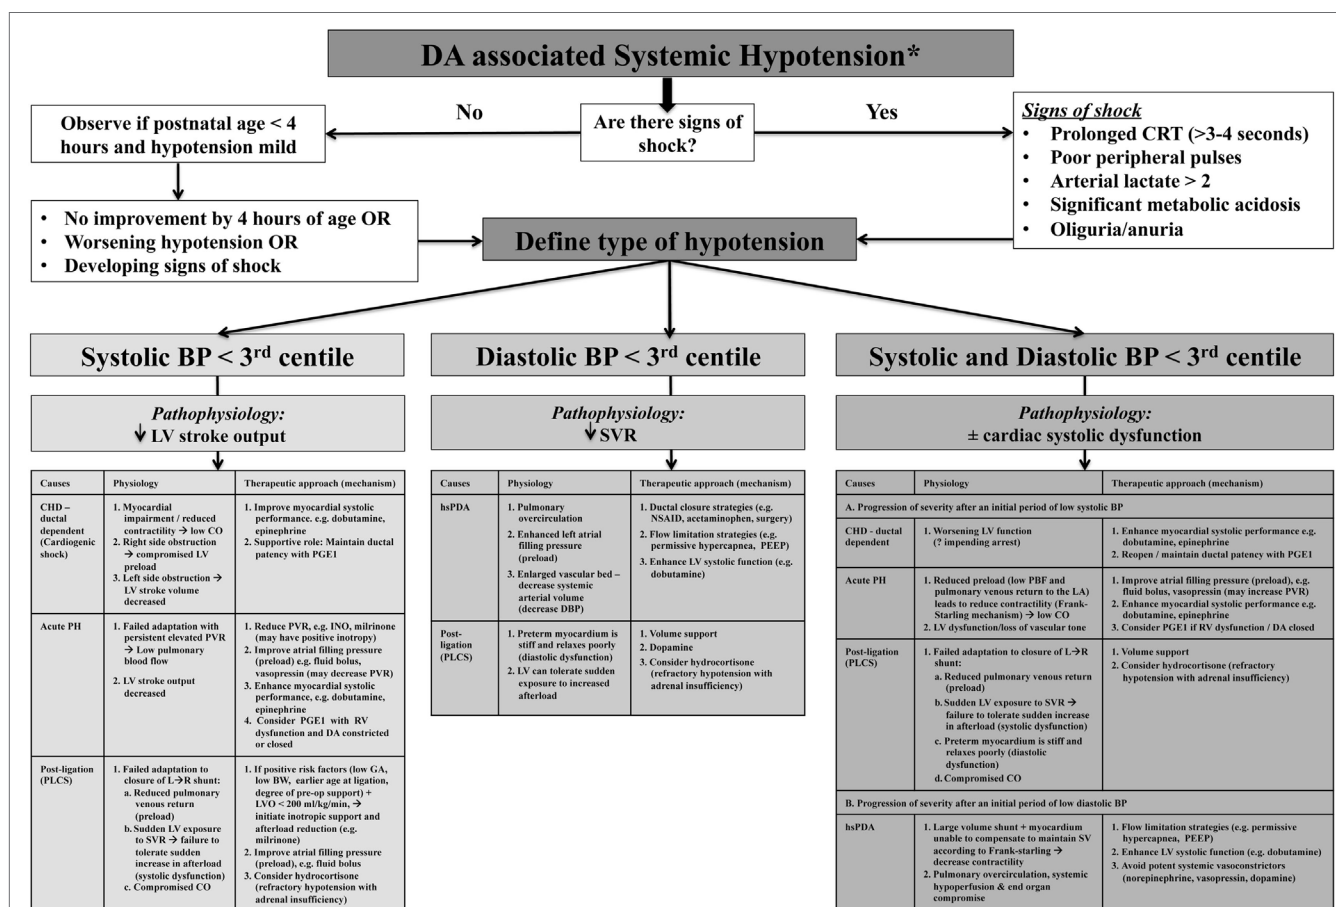 DA associated Systemic Hypotension*
No
Yes
Are there signs of
shock?
Observe if postnatal age < 4
hours and hypotension mild
Signs of shock
• Prolonged CRT (>3-4 seconds)
• Poor peripheral pulses
• Arterial lactate > 2
• Significant metabolic acidosis
• Oliguria/anuria
• No improvement by 4 hours of age OR
• Worsening hypotension OR
• Developing signs of shock
Define type of hypotension
Systolic BP < 3rd centile
Pathophysiology:
↓ LV stroke output
Causes
Physiology
Therapeutic approach (mechanism)
CHD –
ductal
dependent
(Cardiogenic
shock)
1. Myocardial
impairment / reduced
contractility → low CO
2. Right side obstruction
→ compromised LV
preload
3. Left side obstruction →
LV stroke volume
decreased
1. Improve myocardial systolic
performance. e.g. dobutamine,
epinephrine
2. Supportive role: Maintain ductal
patency with PGE1
Acute PH
1. Failed adaptation with
persistent elevated PVR
→ Low pulmonary
blood flow
2. LV stroke output
decreased
1. Reduce PVR, e.g. INO, milrinone
(may have positive inotropy)
2. Improve atrial filling pressure
(preload) e.g. fluid bolus,
vasopressin (may decrease PVR)
3. Enhance myocardial systolic
performance, e.g. dobutamine,
epinephrine
4. Consider PGE1 with RV
dysfunction and DA constricted
or closed
Post-ligation
(PLCS)
1. Failed adaptation to
closure of L→R shunt:
a. Reduced pulmonary
venous return
(preload)
b. Sudden LV exposure
to SVR → failure to
tolerate sudden
increase in afterload
(systolic dysfunction)
c. Compromised CO
1. If positive risk factors (low GA,
low BW, earlier age at ligation,
degree of pre-op support) +
LVO < 200 ml/kg/min, →
initiate inotropic support and
afterload reduction (e.g.
milrinone)
2. Improve atrial filling pressure
(preload), e.g. fluid bolus
3. Consider hydrocortisone
(refractory hypotension with
adrenal insufficiency)
Diastolic BP < 3rd centile
Pathophysiology:
↓ SVR
Causes
Physiology
Therapeutic approach (mechanism)
hsPDA
1. Pulmonary
overcirculation
2. Enhanced left atrial
filling pressure
(preload)
3. Enlarged vascular bed –
decrease systemic
arterial volume
(decrease DBP)
1. Ductal closure strategies (e.g.
NSAID, acetaminophen, surgery)
2. Flow limitation strategies (e.g.
permissive hypercapnea, PEEP)
3. Enhance LV systolic function (e.g.
dobutamine)
Post-
ligation
(PLCS)
1. Preterm myocardium is
stiff and relaxes poorly
(diastolic dysfunction)
2. LV can tolerate sudden
exposure to increased
afterload
1. Volume support
2. Dopamine
3. Consider hydrocortisone
(refractory hypotension with
adrenal insufficiency)
Systolic and Diastolic BP < 3rd centile
Pathophysiology:
± cardiac systolic dysfunction
Causes
Physiology
Therapeutic approach (mechanism)
A. Progression of severity after an initial period of low systolic BP
CHD - ductal
dependent
1. Worsening LV function
(? impending arrest)
1. Enhance myocardial systolic performance e.g.
dobutamine, epinephrine
2. Reopen / maintain ductal patency with PGE1
Acute PH
1. Reduced preload (low PBF and
pulmonary venous return to the LA)
leads to reduce contractility (Frank-
Starling mechanism) → low CO
2. LV dysfunction/loss of vascular tone
1. Improve atrial filling pressure (preload), e.g.
fluid bolus, vasopressin (may increase PVR)
2. Enhance myocardial systolic performance e.g.
dobutamine, epinephrine
3. Consider PGE1 if RV dysfunction / DA closed
Post-ligation
(PLCS)
1. Failed adaptation to closure of L→R
shunt:
a. Reduced pulmonary venous return
(preload)
b. Sudden LV exposure to SVR →
failure to tolerate sudden increase
in afterload (systolic dysfunction)
c. Preterm myocardium is stiff and
relaxes poorly (diastolic
dysfunction)
d. Compromised CO
1. Volume support
2. Consider hydrocortisone (refractory
hypotension with adrenal insufficiency)
B. Progression of severity after an initial period of low diastolic BP
hsPDA
1. Large volume shunt + myocardium
unable to compensate to maintain SV
according to Frank-starling →
decrease contractility
2. Pulmonary overcirculation, systemic
hypoperfusion & end organ
compromise
1. Flow limitation strategies (e.g. permissive
hypercapnea, PEEP)
2. Enhance LV systolic function (e.g. dobutamine)
3. Avoid potent systemic vasoconstrictors
(norepinephrine, vasopressin, dopamine)